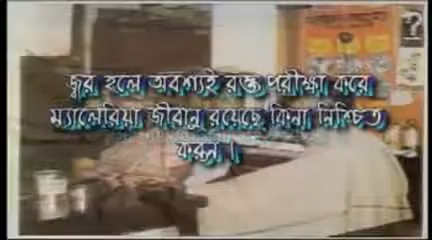 জ্বর হলে অবশ্যই রক্ত পরীক্ষা করে
ম্যালেরিয়া জীবানু রয়েছে কিনা নিশ্চিত
করুন ।